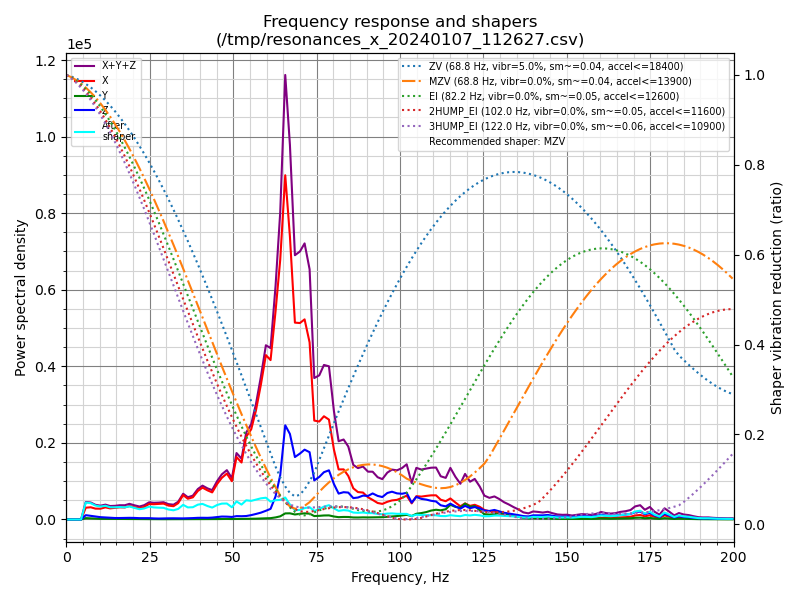 Frequency response and shapers
(/tmp/resonances_x_20240107_112627.csv)
1e5
X+Y+Z
X
Y
Z
After
shaper
ZV (68.8 Hz, vibr=5.0%, sm~=0.04, accel<=18400)
MZV (68.8 Hz, vibr=0.0%, sm~=0.04, accel<=13900)
EI (82.2 Hz, vibr=0.0%, sm~=0.05, accel<=12600)
2HUMP_EI (102.0 Hz, vibr=0.0%, sm~=0.05, accel<=11600)
3HUMP_EI (122.0 Hz, vibr=0.0%, sm~=0.06, accel<=10900)
Recommended shaper: MZV
Power spectral density
1.2
1.0
0.8
0.6
0.4
0.2
0.0
1.0
0.8
0.6
0.4
0.2
0.0
Shaper vibration reduction (ratio)
0 25 50 75 100 125 150 175 200
Frequency, Hz